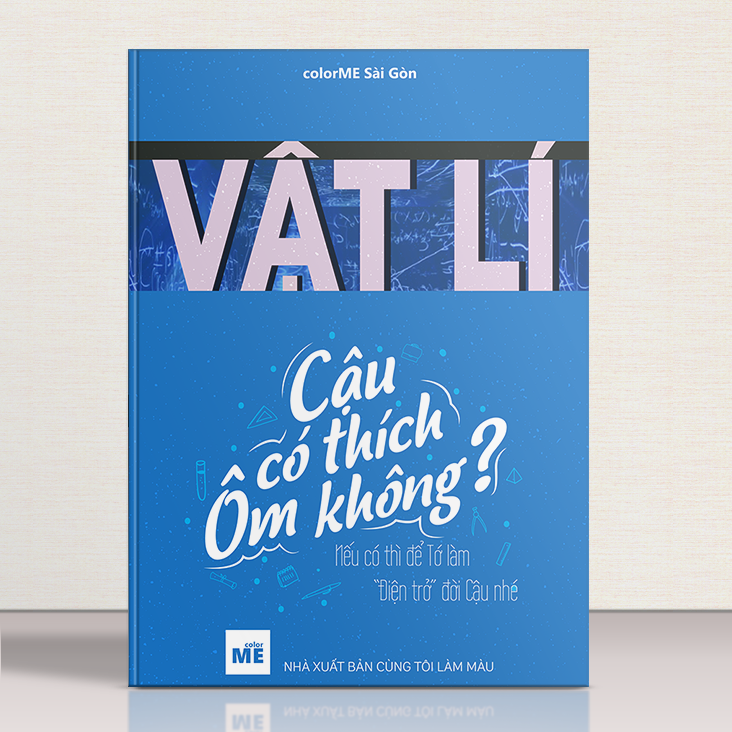 colorME Sài Gòn
VẬT LÍ
Cậu
có thích
Ôm không?
Nếu có thì để Tớ làm
"Điện trở" đời Cậu nhé
color
ME
NHÀ XUẤT BẢN CÙNG TÔI LÀM MÀU